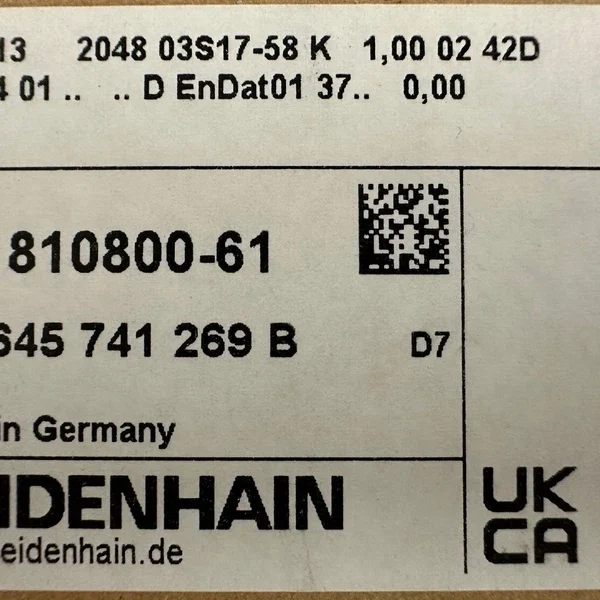 13 2048 03S17-58 K 1,00 02 42D
4 01 .. .. D EnDat01 37.. 0,00
810800-61
645 741 269 B D7
in Germany
IDENHAIN
eidenhain.de
UK
CA